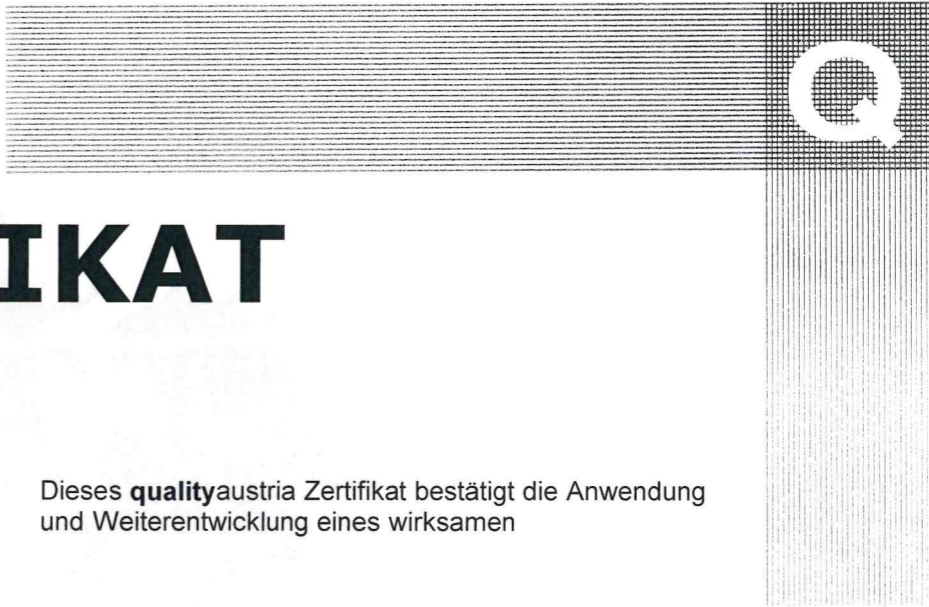 Q
IKAT
Dieses qualityaustria Zertifikat bestätigt die Anwendung
und Weiterentwicklung eines wirksamen